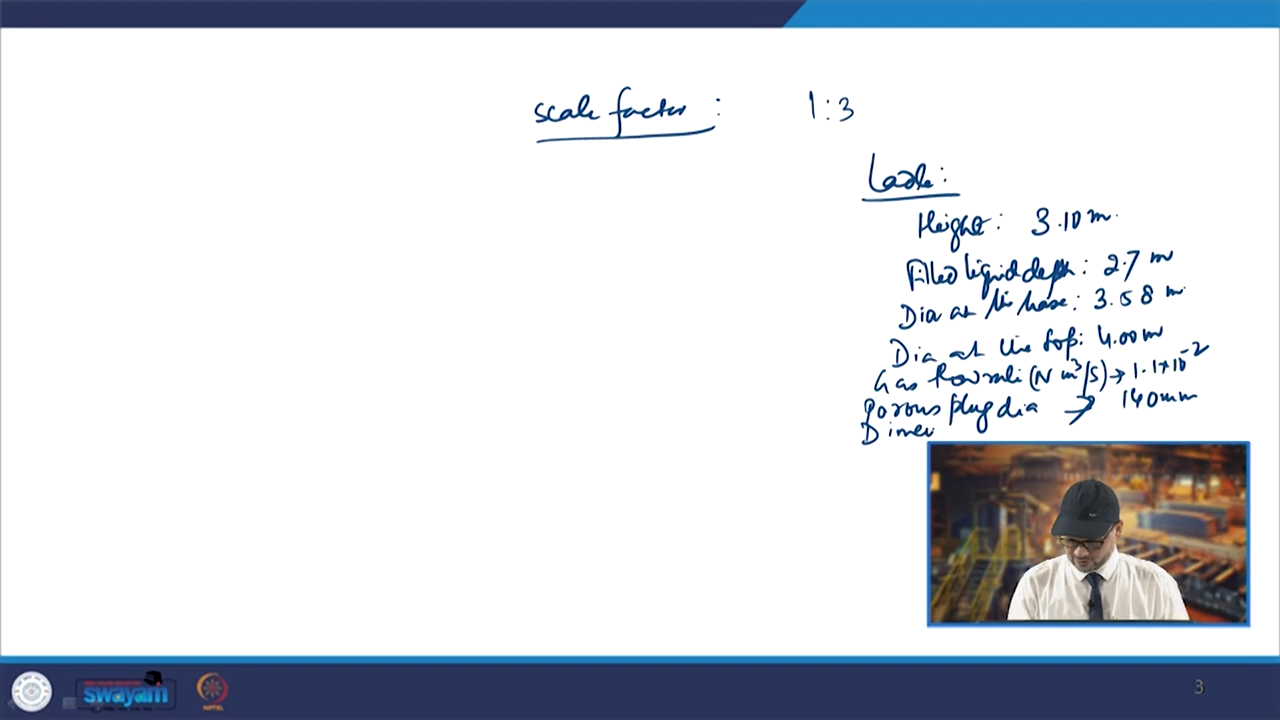 scale factor : 1:3
Ladle:
Height: 3.10 m.
Filled liquid depth: 2.7 m
Dia at the base: 3.58 m.
Dia at the top: 4.00 m
Gas flowrate (N m³/s) → 1.1×10⁻²
Porous plug dia → 140mm
Dimen
swayam
NPTEL
3